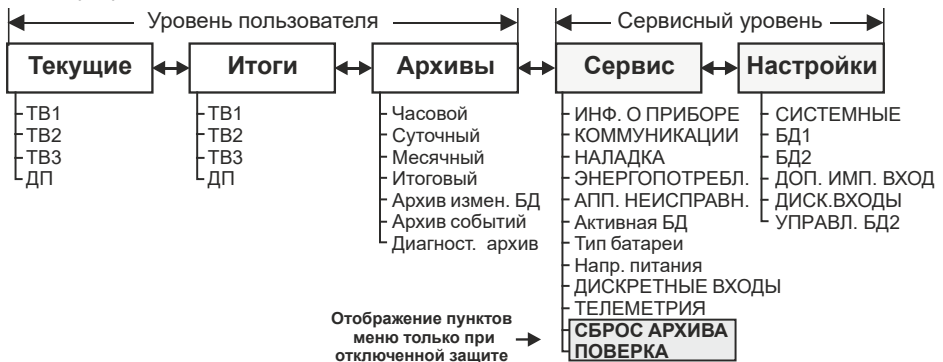 Уровень пользователя
Сервисный уровень
Текущие
Итоги
Архивы
Сервис
Настройки
ТВ1
ТВ2
ТВ3
ДП
ТВ1
ТВ2
ТВ3
ДП
Часовой
Суточный
Месячный
Итоговый
Архив измен. БД
Архив событий
Диагност. архив
ИНФ. О ПРИБОРЕ
КОММУНИКАЦИИ
НАЛАДКА
ЭНЕРГОПОТРЕБЛ.
АПП. НЕИСПРАВН.
Активная БД
Тип батареи
Напр. питания
ДИСКРЕТНЫЕ ВХОДЫ
ТЕЛЕМЕТРИЯ
СБРОС АРХИВА
ПОВЕРКА
СИСТЕМНЫЕ
БД1
БД2
ДОП. ИМП. ВХОД
ДИСК.ВХОДЫ
УПРАВЛ. БД2
Отображение пунктов
меню только при
отключенной защите